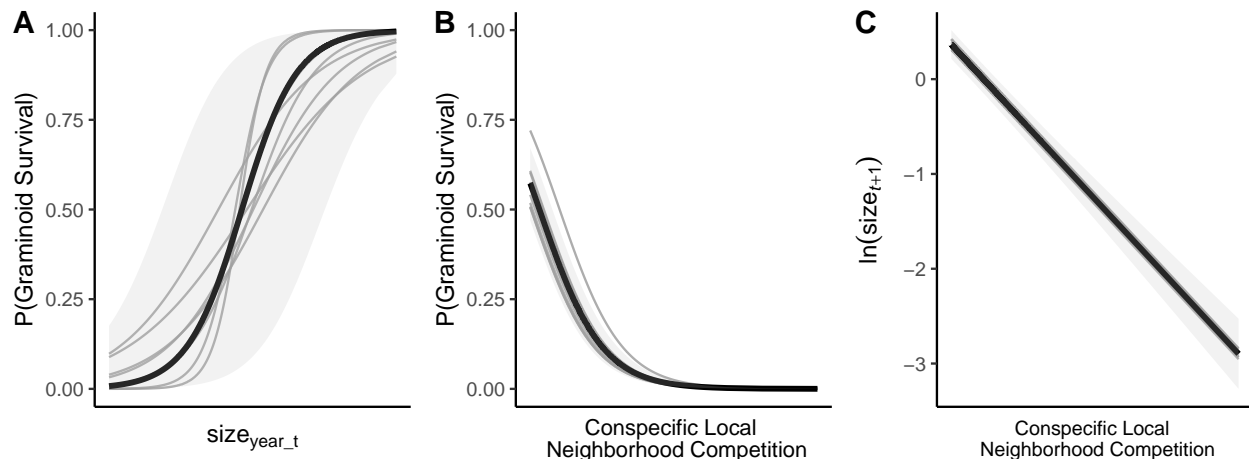 A
B
C
P(Graminoid Survival)
1.00
0.75
0.50
0.25
0.00
size_year_t
P(Graminoid Survival)
1.00
0.75
0.50
0.25
0.00
Conspecific Local
Neighborhood Competition
ln(size_t+1)
0
−1
−2
−3
Conspecific Local
Neighborhood Competition